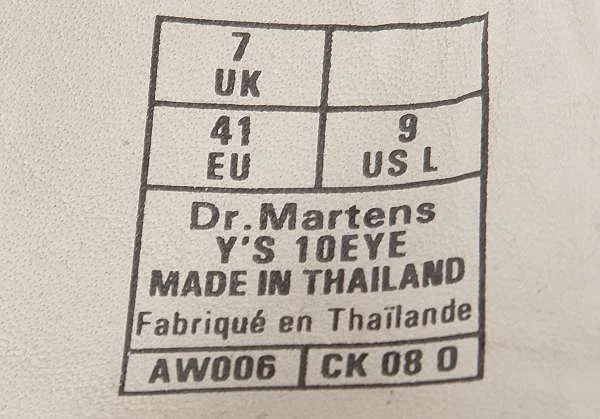 7
UK
41
EU
9
US L
Dr. Martens
Y'S 10EYE
MADE IN THAILAND
Fabriqué en Thaïlande
AW006
CK 08 0